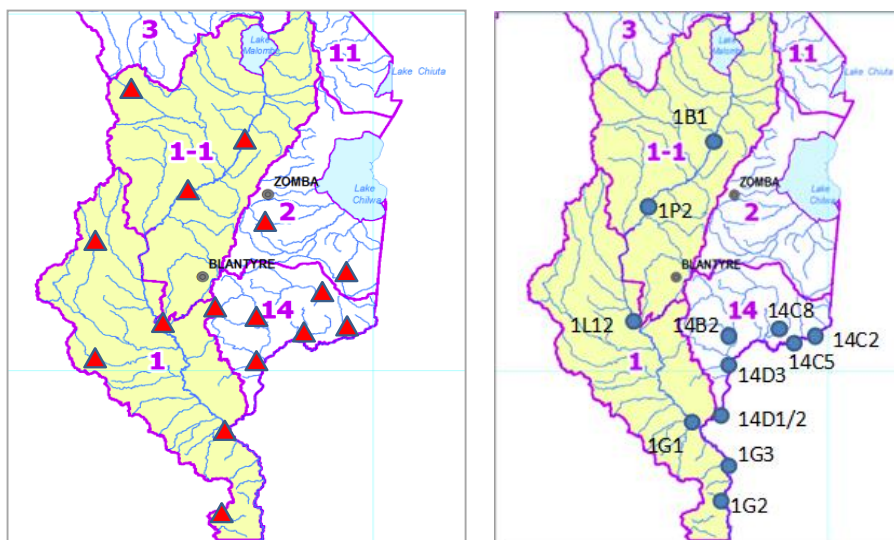 3
Lake
Malombe
11
Lake Chiuta
1-1
ZOMBA
2
Lake
Chilwa
BLANTYRE
14
1
3
Lake
Malombe
11
Lake Chiuta
1B1
1-1
ZOMBA
1P2
2
Lake
Chilwa
BLANTYRE
1L12
14
14B2
14C8
14C2
14C5
1
14D3
14D1/2
1G1
1G3
1G2